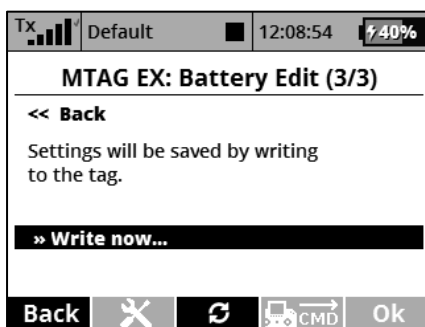 Tx Default 12:08:54 40%
MTAG EX: Battery Edit (3/3)
<< Back
Settings will be saved by writing
to the tag.
» Write now...
Back CMD Ok